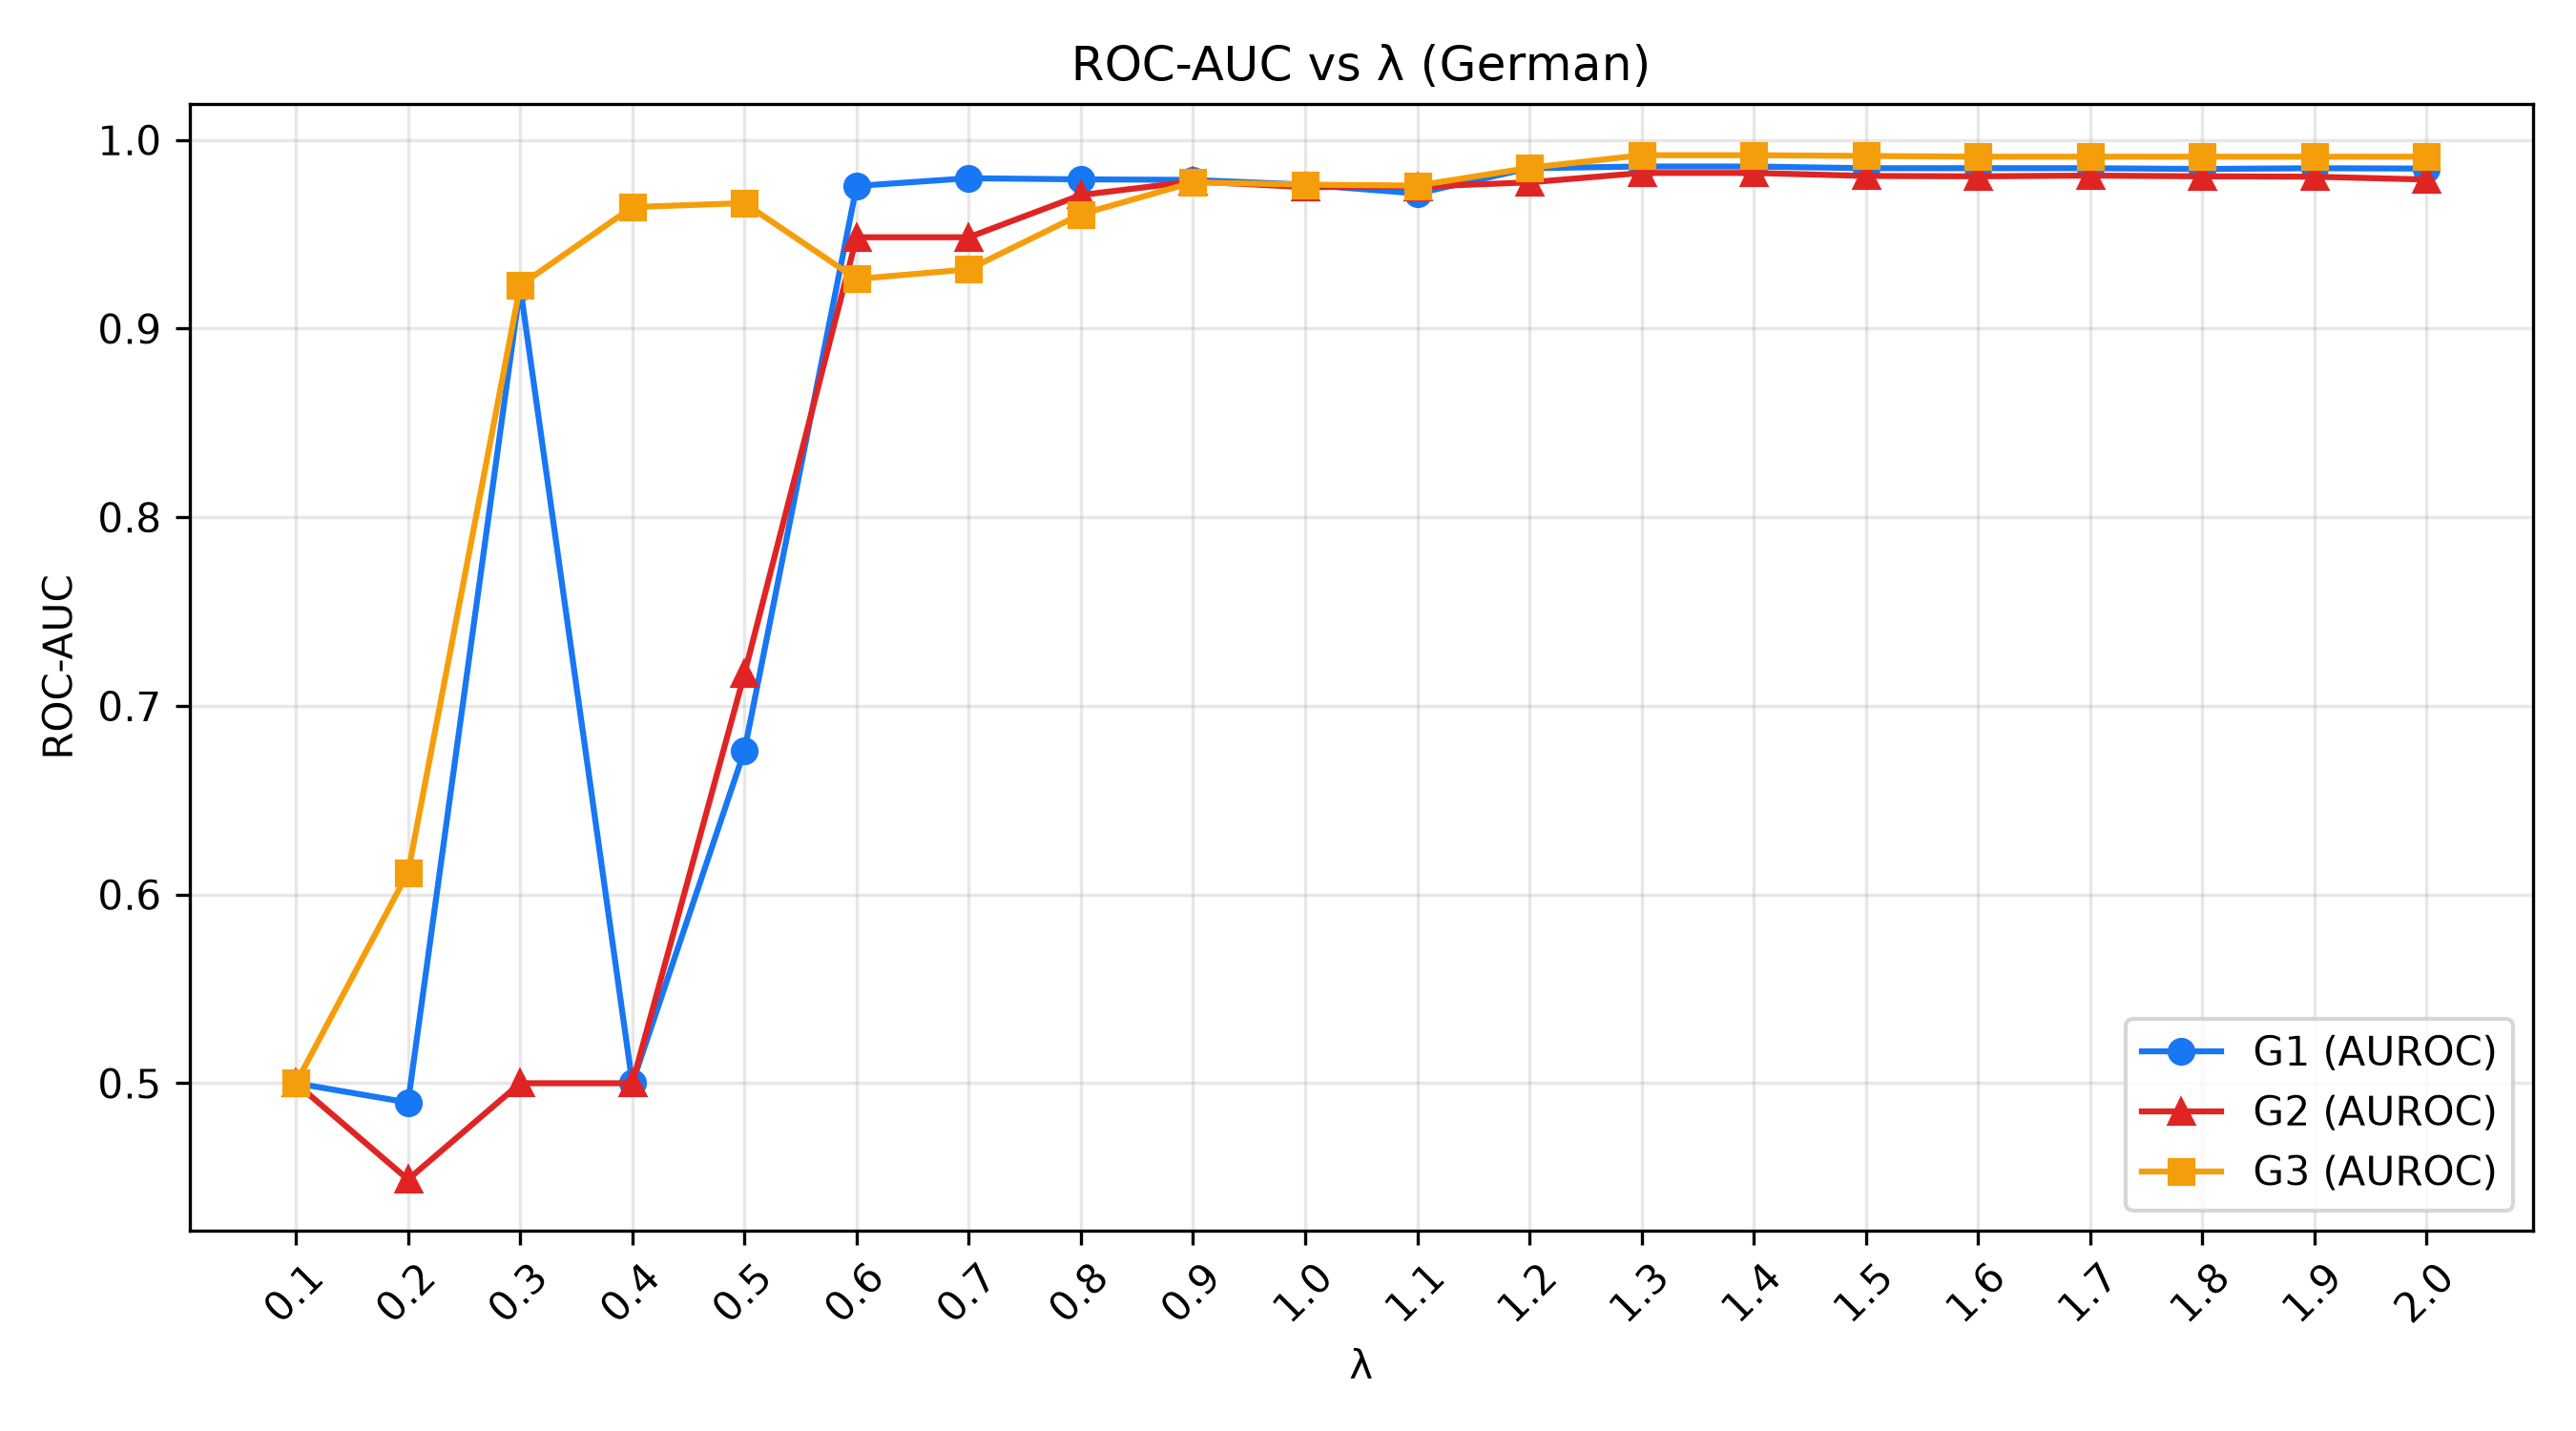 ROC-AUC vs λ (German)
ROC-AUC
1.0
0.9
0.8
0.7
0.6
0.5
0.1 0.2 0.3 0.4 0.5 0.6 0.7 0.8 0.9 1.0 1.1 1.2 1.3 1.4 1.5 1.6 1.7 1.8 1.9 2.0
λ
G1 (AUROC)
G2 (AUROC)
G3 (AUROC)